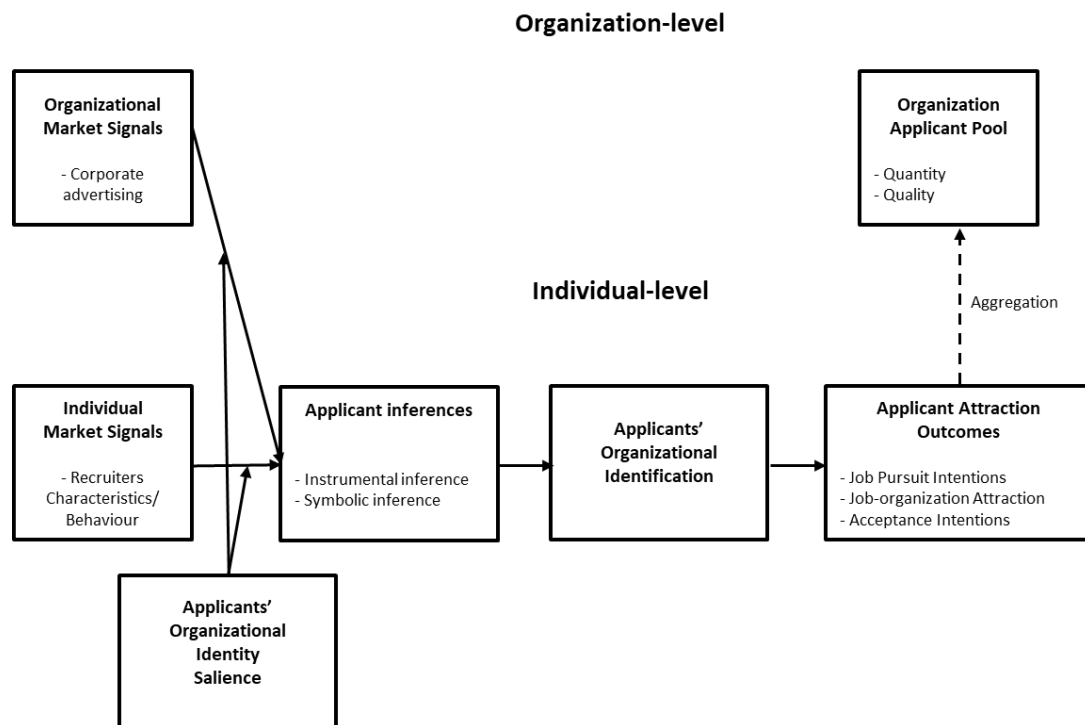 Organization-level
Organizational
Market Signals
- Corporate
advertising
Organization
Applicant Pool
- Quantity
- Quality
Individual-level
Aggregation
Individual
Market Signals
- Recruiters
Characteristics/
Behaviour
Applicant inferences
- Instrumental inference
- Symbolic inference
Applicants’
Organizational
Identification
Applicant Attraction
Outcomes
- Job Pursuit Intentions
- Job-organization Attraction
- Acceptance Intentions
Applicants’
Organizational
Identity
Salience